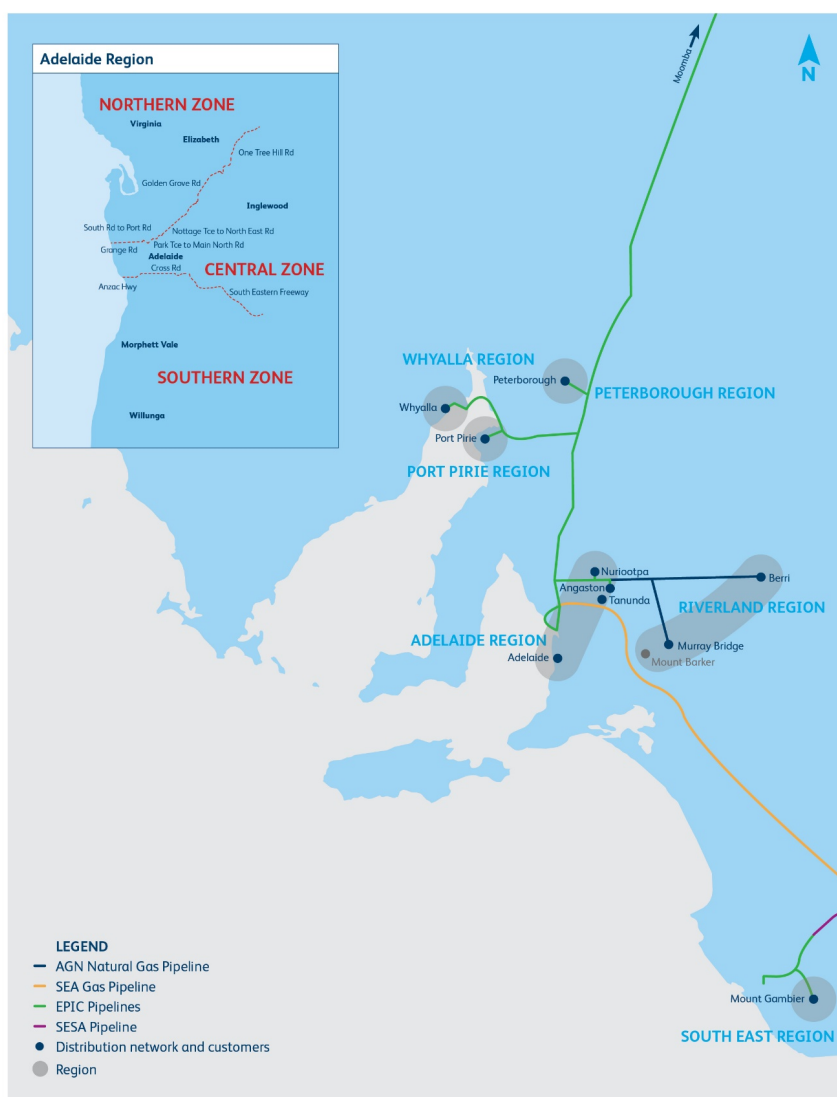 Adelaide Region
NORTHERN ZONE
Virginia
Elizabeth
One Tree Hill Rd
Golden Grove Rd
Inglewood
South Rd to Port Rd
Nottage Tce to North East Rd
Park Tce to Main North Rd
Grange Rd
Adelaide
Cross Rd
CENTRAL ZONE
Anzac Hwy
South Eastern Freeway
Morphett Vale
SOUTHERN ZONE
Willunga
Moomba
N
WHYALLA REGION
Peterborough
PETERBOROUGH REGION
Whyalla
Port Pirie
PORT PIRIE REGION
Nuriootpa
Angaston
Berri
Tanunda
RIVERLAND REGION
ADELAIDE REGION
Murray Bridge
Adelaide
Mount Barker
LEGEND
AGN Natural Gas Pipeline
SEA Gas Pipeline
EPIC Pipelines
SESA Pipeline
Distribution network and customers
Region
Mount Gambier
SOUTH EAST REGION